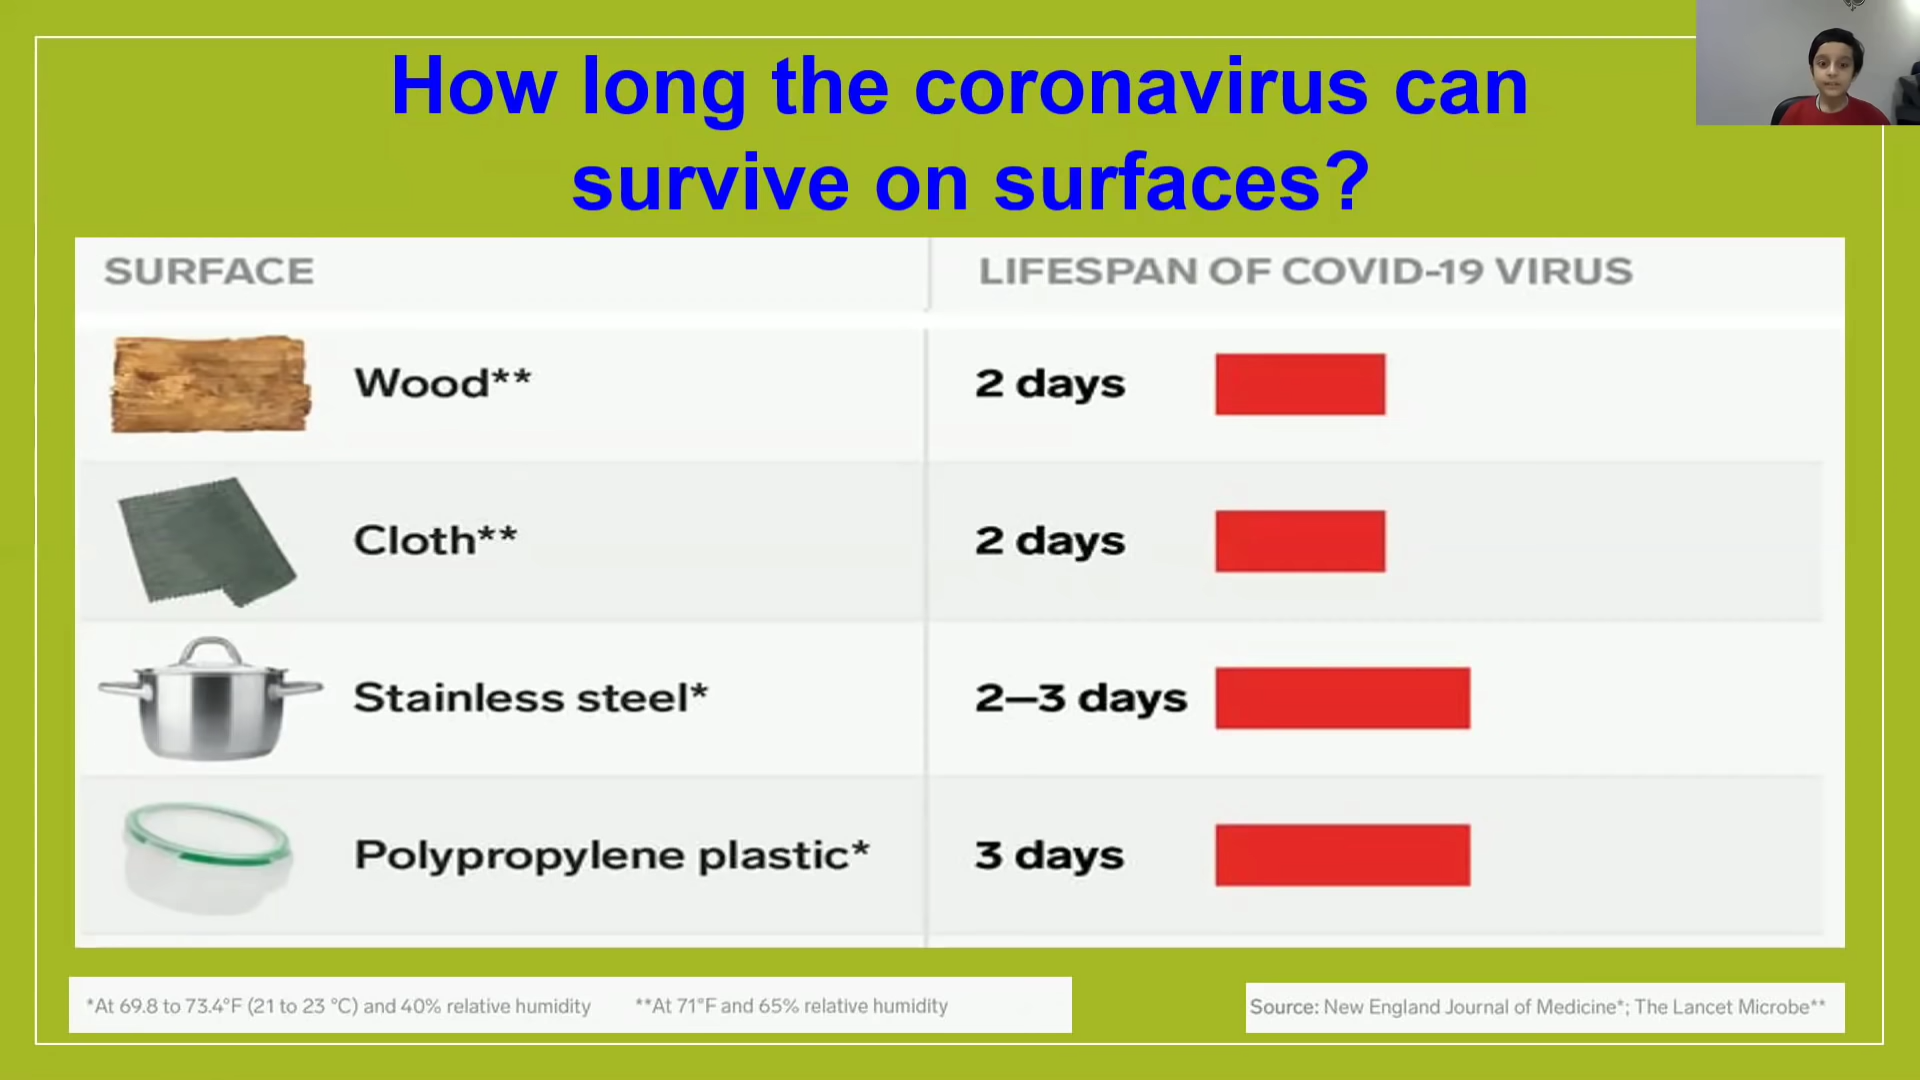 How long the coronavirus can
survive on surfaces?
SURFACE
LIFESPAN OF COVID-19 VIRUS
Wood**
2 days
Cloth**
2 days
Stainless steel*
2–3 days
Polypropylene plastic*
3 days
*At 69.8 to 73.4°F (21 to 23 °C) and 40% relative humidity
**At 71°F and 65% relative humidity
Source: New England Journal of Medicine*; The Lancet Microbe**